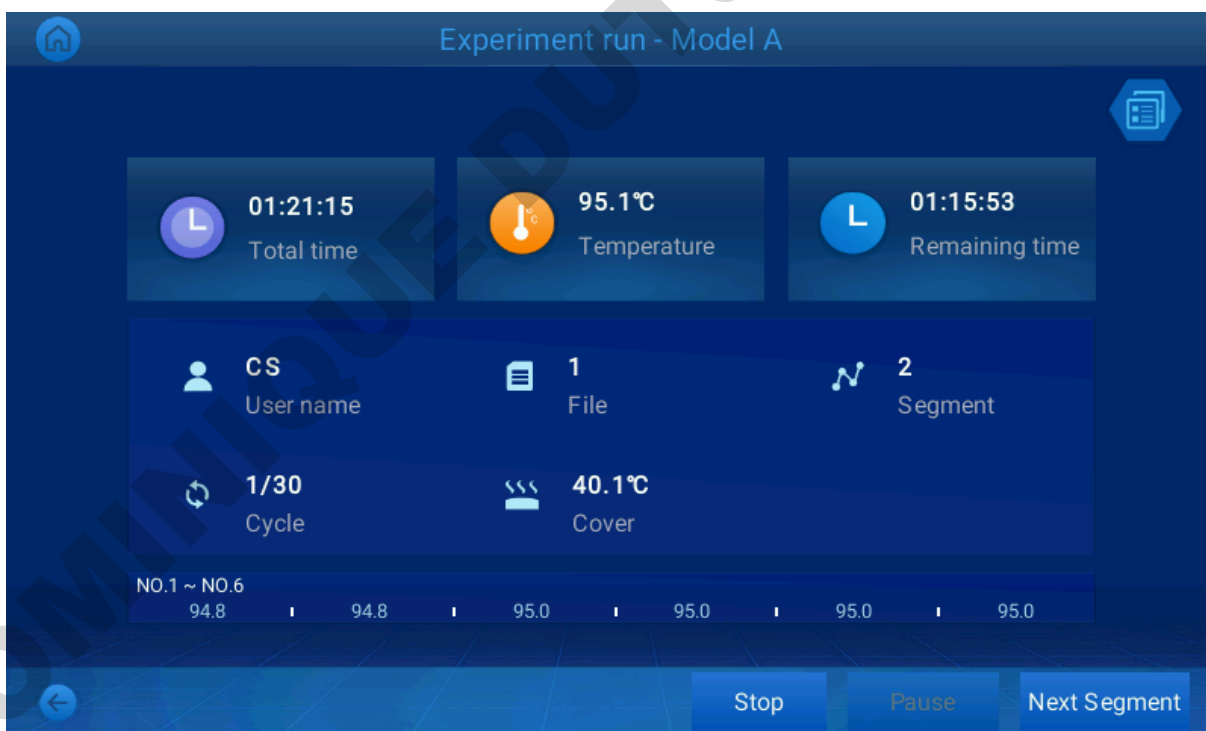 Experiment run - Model A
01:21:15
Total time
95.1℃
Temperature
01:15:53
Remaining time
CS
User name
1
File
2
Segment
1/30
Cycle
40.1℃
Cover
NO.1 ~ NO.6
94.8 94.8 95.0 95.0 95.0 95.0
Stop Pause Next Segment